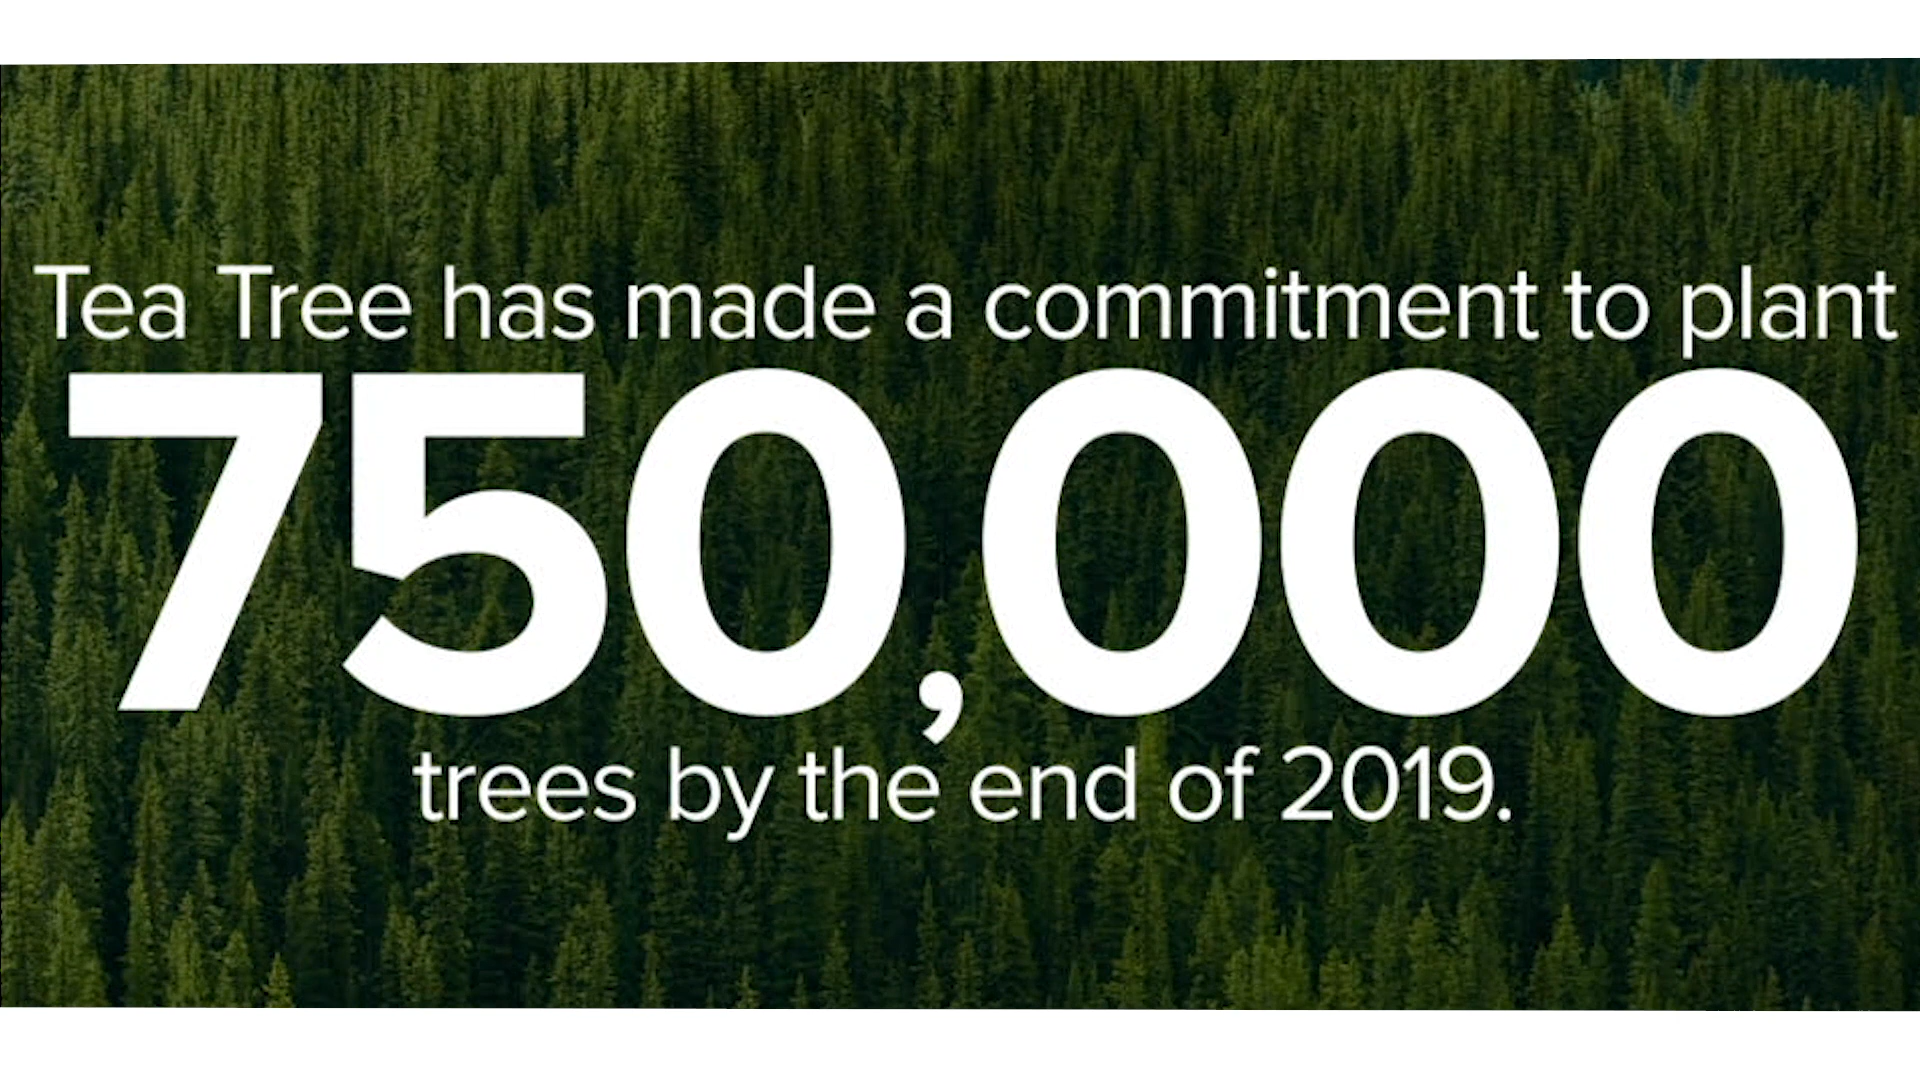 Tea Tree has made a commitment to plant
750,000
trees by the end of 2019.